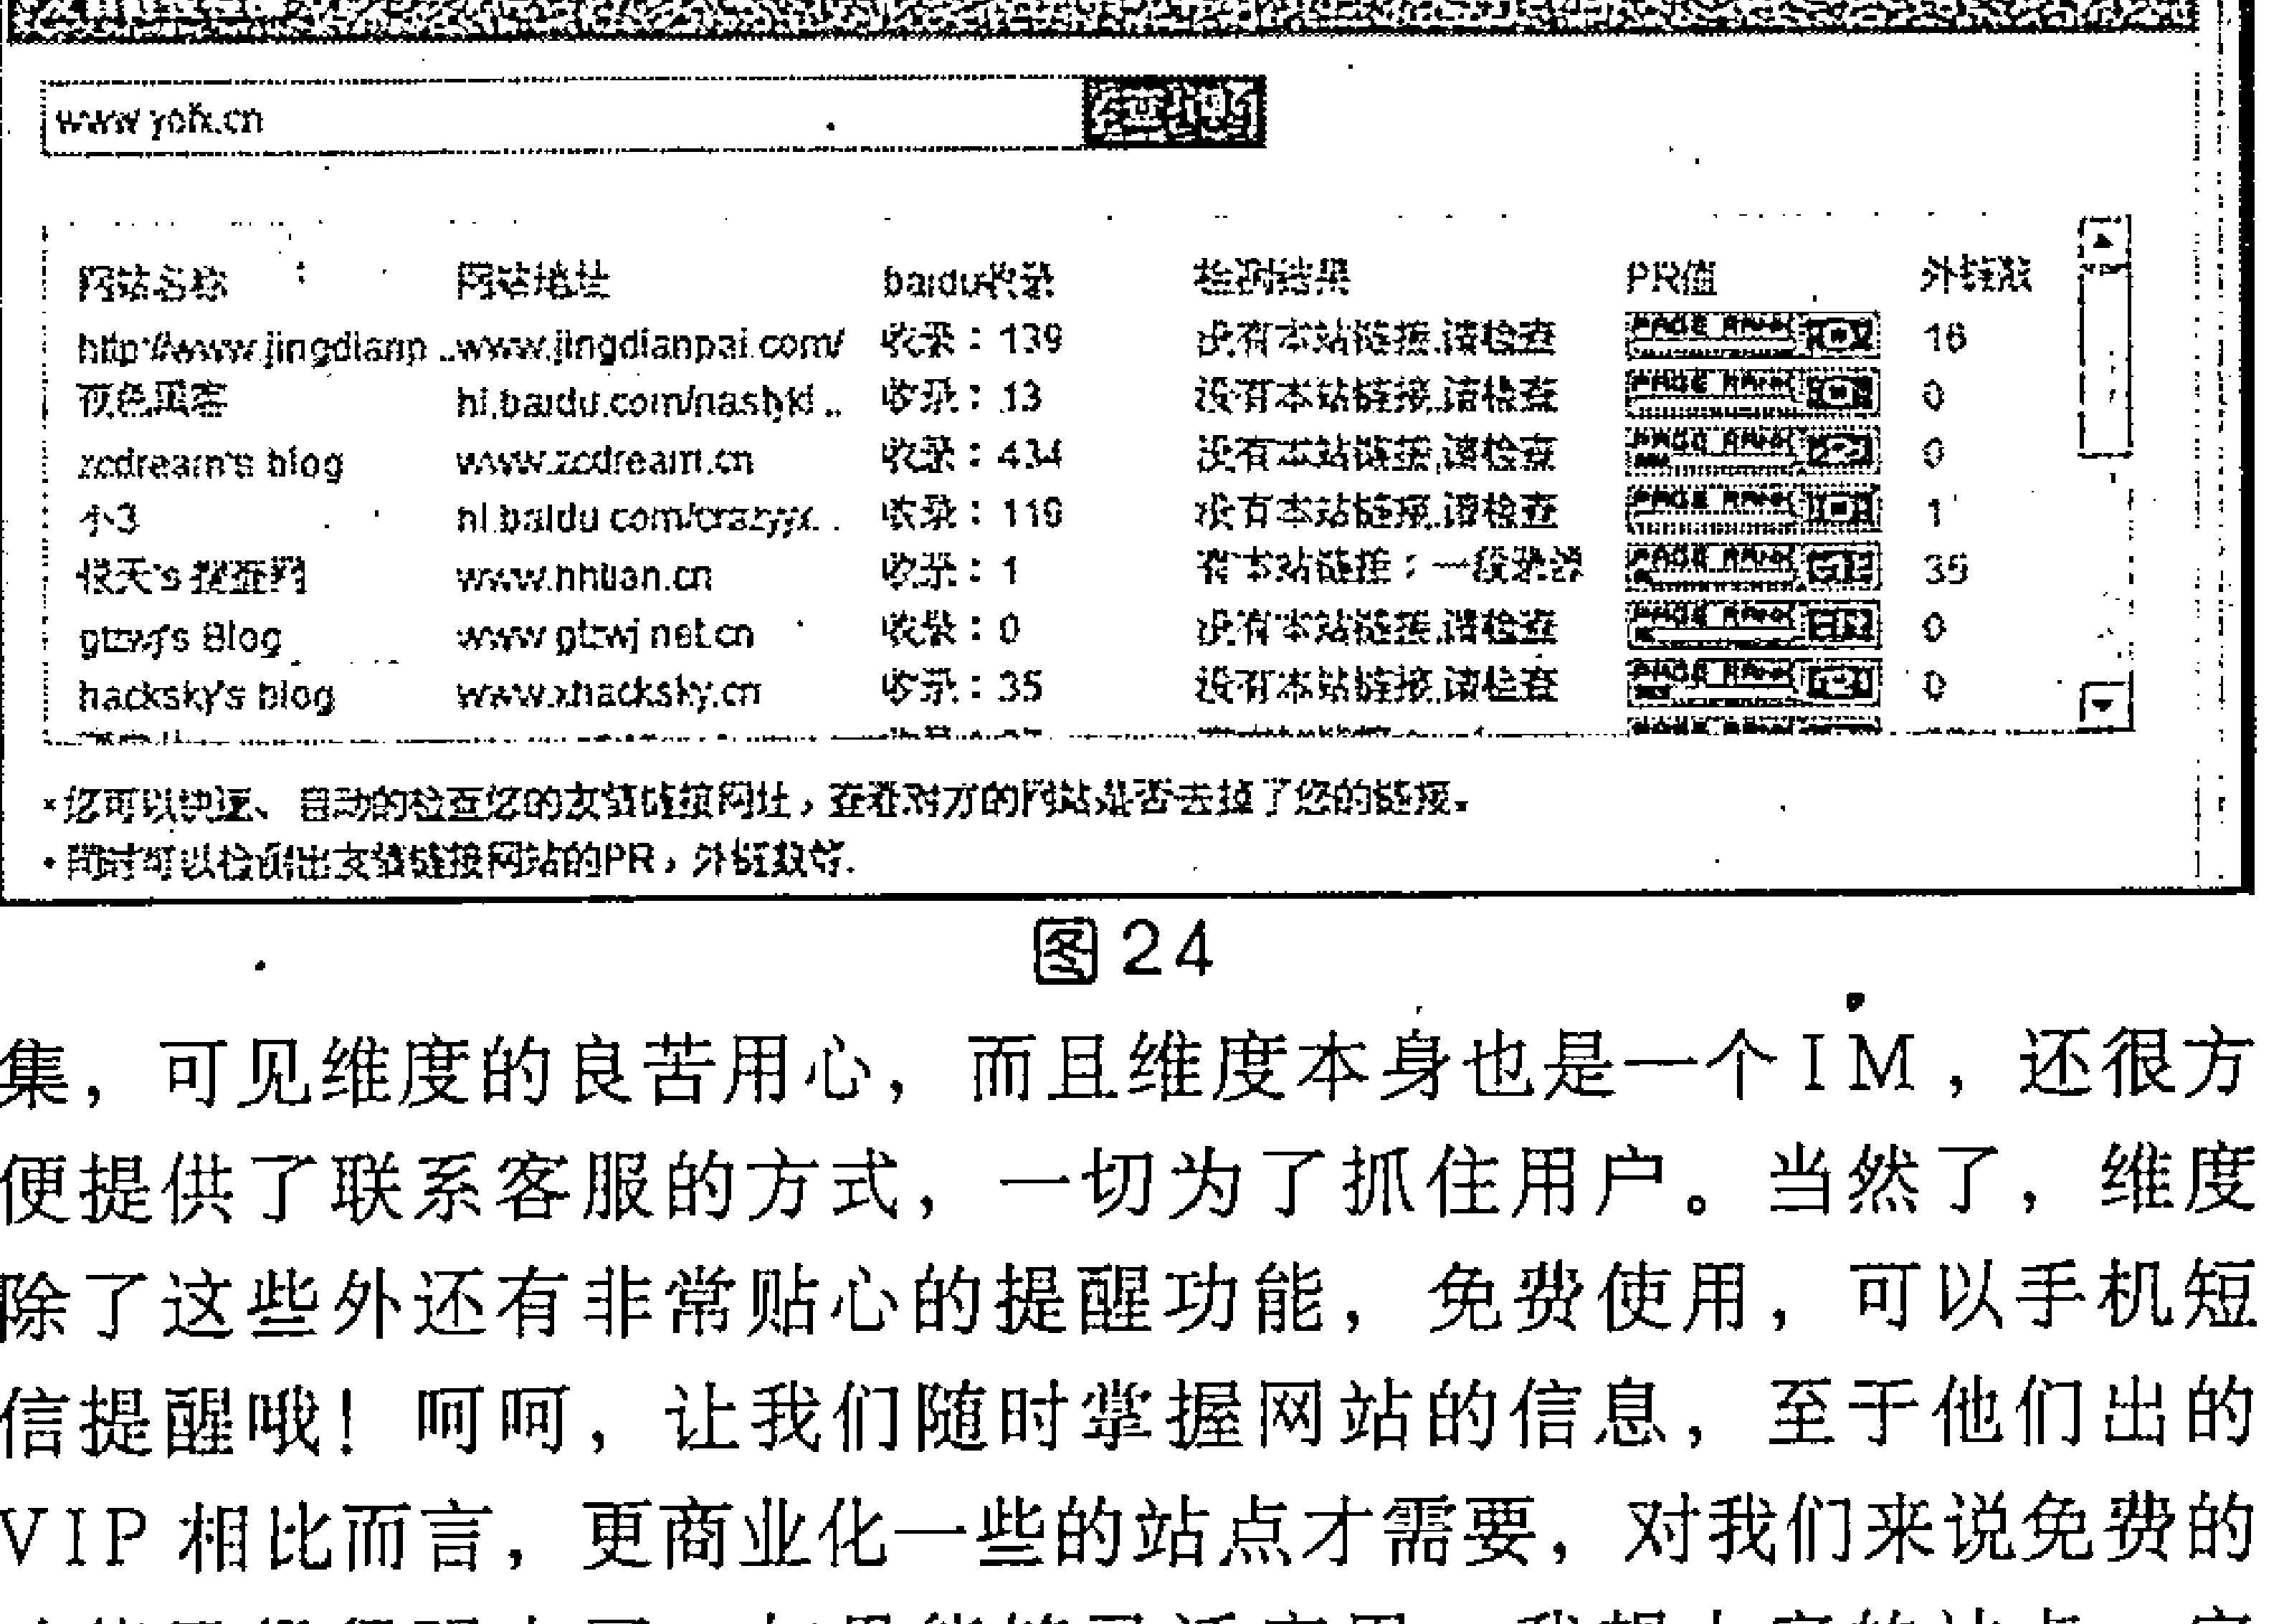 网站名称 网站地址 baidu收录 检测结果 PR值 外链数
http://www.jingdianp .. www.jingdianpai.com/ 收录：139 没有本站链接,请检查 16
夜色黑客 hi.baidu.com/ .. 收录：13 没有本站链接,请检查 0
zcdream's blog www.zcdream.cn 收录：434 没有本站链接,请检查 0
小3 收录：119 没有本站链接,请检查 1
收录：1 有本站链接： 35
gtzwj's Blog www.gtzwj.net.cn 收录：0 没有本站链接,请检查 0
hacksky's blog www.xhacksky.cn 收录：35 没有本站链接,请检查 0
您可以快速、自动的检查您的友情链接网址，查看对方的网站是否去掉了您的链接。
同时可以检测出友情链接网站的PR，外链数等.
图24
集，可见维度的良苦用心，而且维度本身也是一个IM，还很方
便提供了联系客服的方式，一切为了抓住用户。当然了，维度
除了这些外还有非常贴心的提醒功能，免费使用，可以手机短
信提醒哦！呵呵，让我们随时掌握网站的信息，至于他们出的
VIP相比而言，更商业化一些的站点才需要，对我们来说免费的